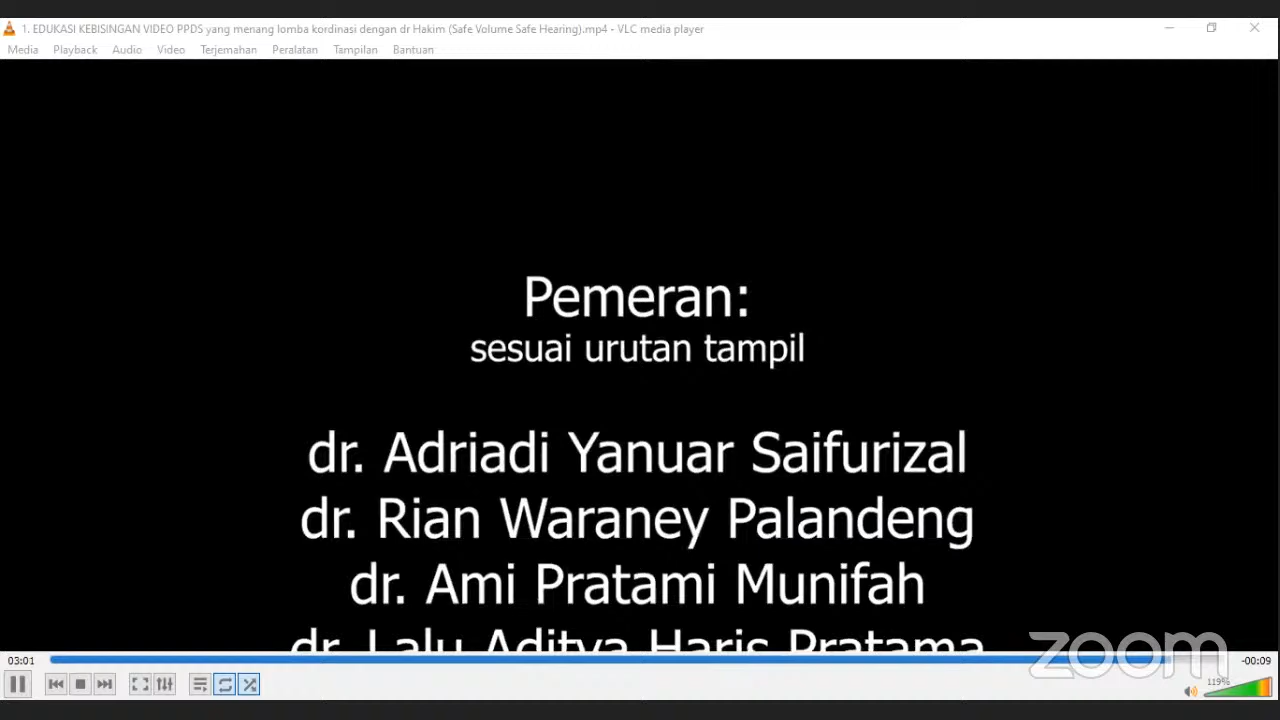 1. EDUKASI KEBISINGAN VIDEO PPDS yang menang lomba kordinasi dengan dr Hakim (Safe Volume Safe Hearing).mp4 - VLC media player
Media Playback Audio Video Terjemahan Peralatan Tampilan Bantuan
Pemeran:
sesuai urutan tampil
dr. Adriadi Yanuar Saifurizal
dr. Rian Waraney Palandeng
dr. Ami Pratami Munifah
dr. Lalu Aditya Haris Pratama
zoom
03:01 -00:09
119%